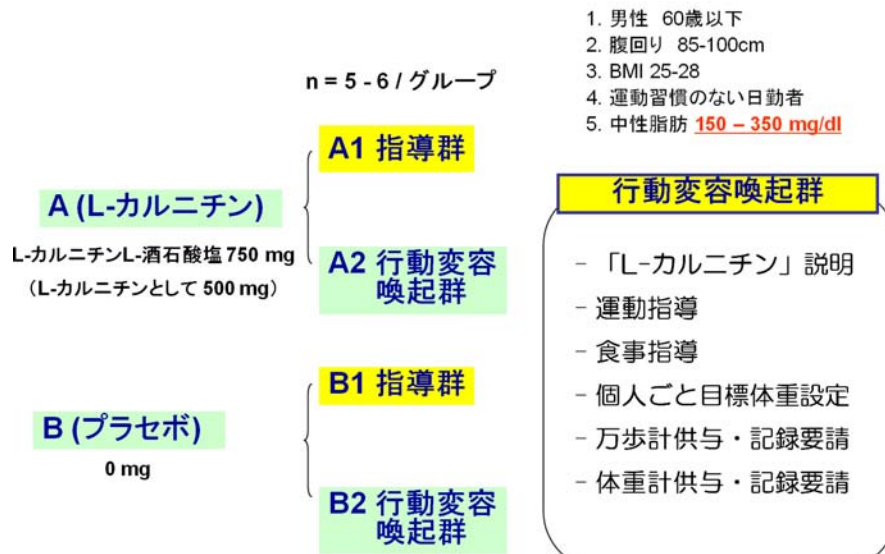 1. 男性 60歳以下
2. 腹回り 85-100cm
3. BMI 25-28
4. 運動習慣のない日勤者
5. 中性脂肪 150 – 350 mg/dl
n = 5 - 6 / グループ
A1 指導群
A (L-カルニチン)
L-カルニチンL-酒石酸塩 750 mg
（L-カルニチンとして 500 mg）
A2 行動変容
喚起群
B1 指導群
B (プラセボ)
0 mg
B2 行動変容
喚起群
行動変容喚起群
- 「L-カルニチン」説明
- 運動指導
- 食事指導
- 個人ごと目標体重設定
- 万歩計供与・記録要請
- 体重計供与・記録要請